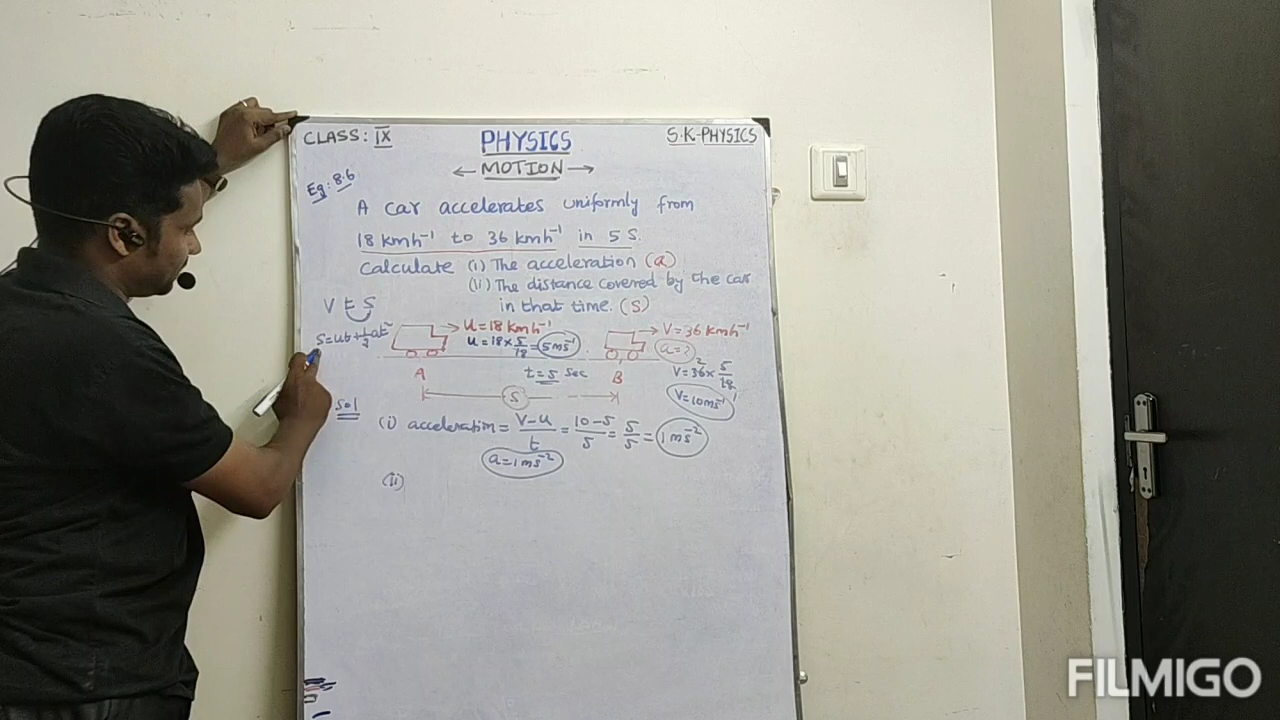 CLASS: IX
PHYSICS
S.K-PHYSICS
← MOTION →
Eg: 8.6
A car accelerates uniformly from
18 kmh⁻¹ to 36 kmh⁻¹ in 5 s.
Calculate (i) The acceleration (a)
(ii) The distance covered by the car
in that time. (S)
V t S
S=ut+½at²
u=18 kmh⁻¹
u=18×5/18=5ms⁻¹
V=36 kmh⁻¹
a=?
V=36×5/18
2
V=10ms⁻¹
t=5 sec
A
B
S
Sol
(i) acceleration = V-u/t = 10-5/5 = 5/5 = 1ms⁻²
a=1ms⁻²
(ii)
FILMIGO